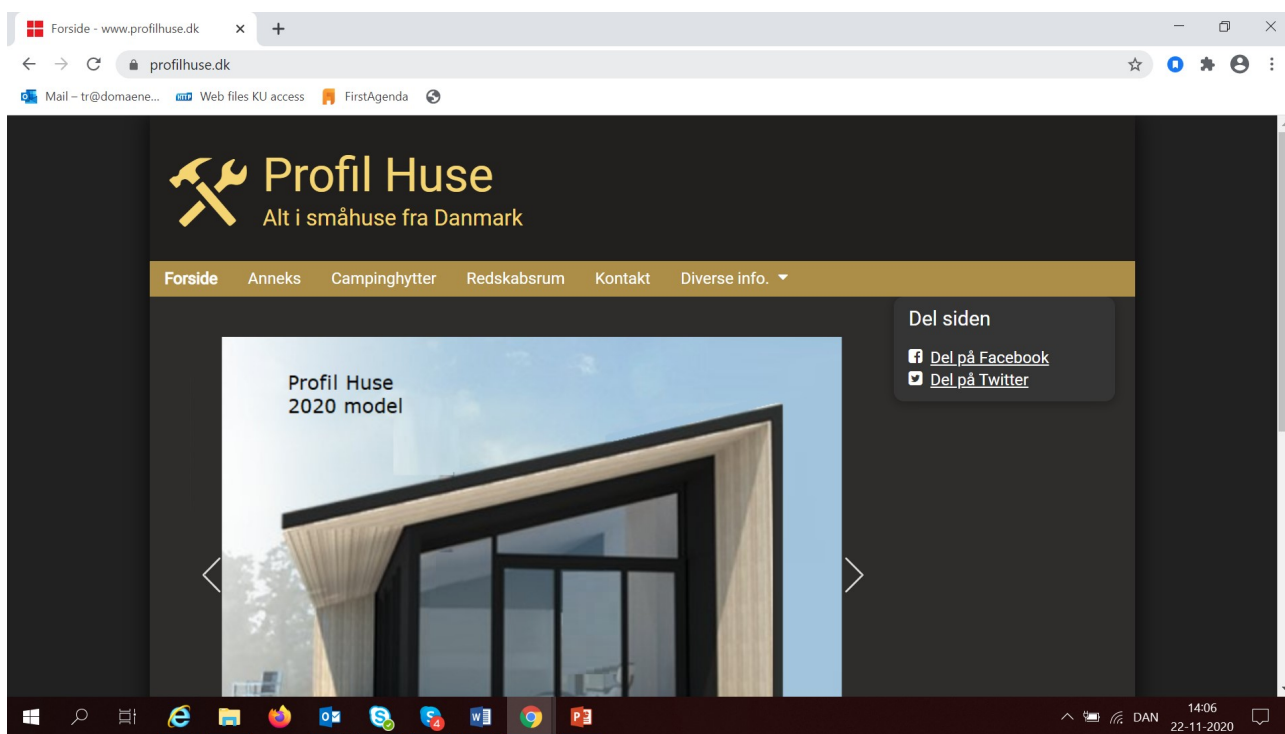 Forside - www.profilhuse.dk
profilhuse.dk
Mail – tr@domaene... Web files KU access FirstAgenda
Profil Huse
Alt i småhuse fra Danmark
Forside Anneks Campinghytter Redskabsrum Kontakt Diverse info.
Del siden
Del på Facebook
Del på Twitter
Profil Huse
2020 model
DAN
14:06
22-11-2020